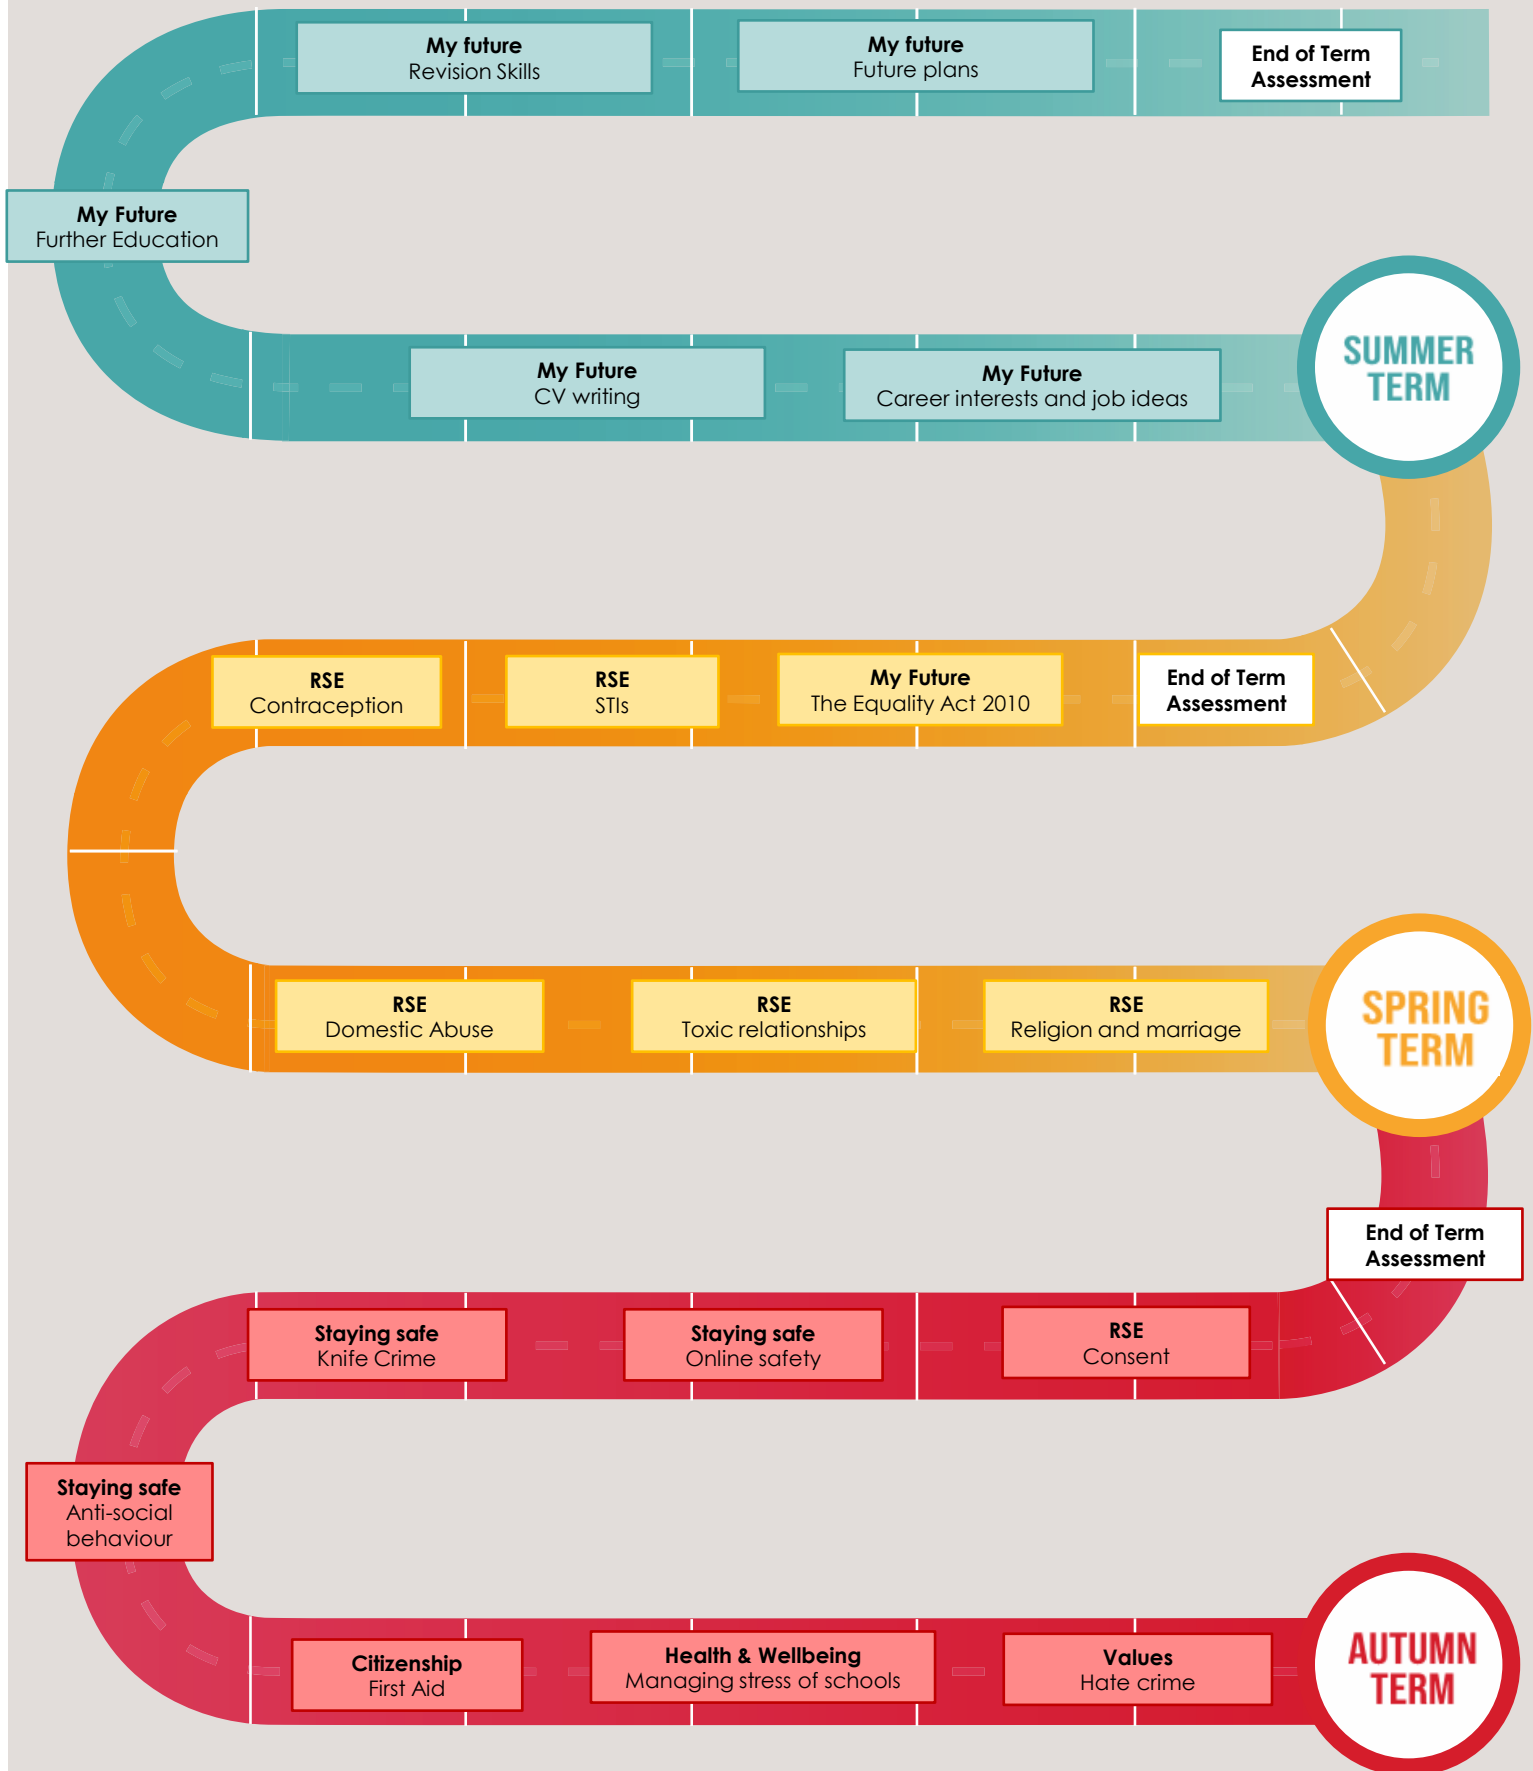 My future
Revision Skills
My future
Future plans
End of Term
Assessment
My Future
Further Education
SUMMER
TERM
My Future
CV writing
My Future
Career interests and job ideas
RSE
Contraception
RSE
STIs
My Future
The Equality Act 2010
End of Term
Assessment
RSE
Domestic Abuse
RSE
Toxic relationships
RSE
Religion and marriage
SPRING
TERM
End of Term
Assessment
Staying safe
Knife Crime
Staying safe
Online safety
RSE
Consent
Staying safe
Anti-social
behaviour
Citizenship
First Aid
Health & Wellbeing
Managing stress of schools
Values
Hate crime
AUTUMN
TERM